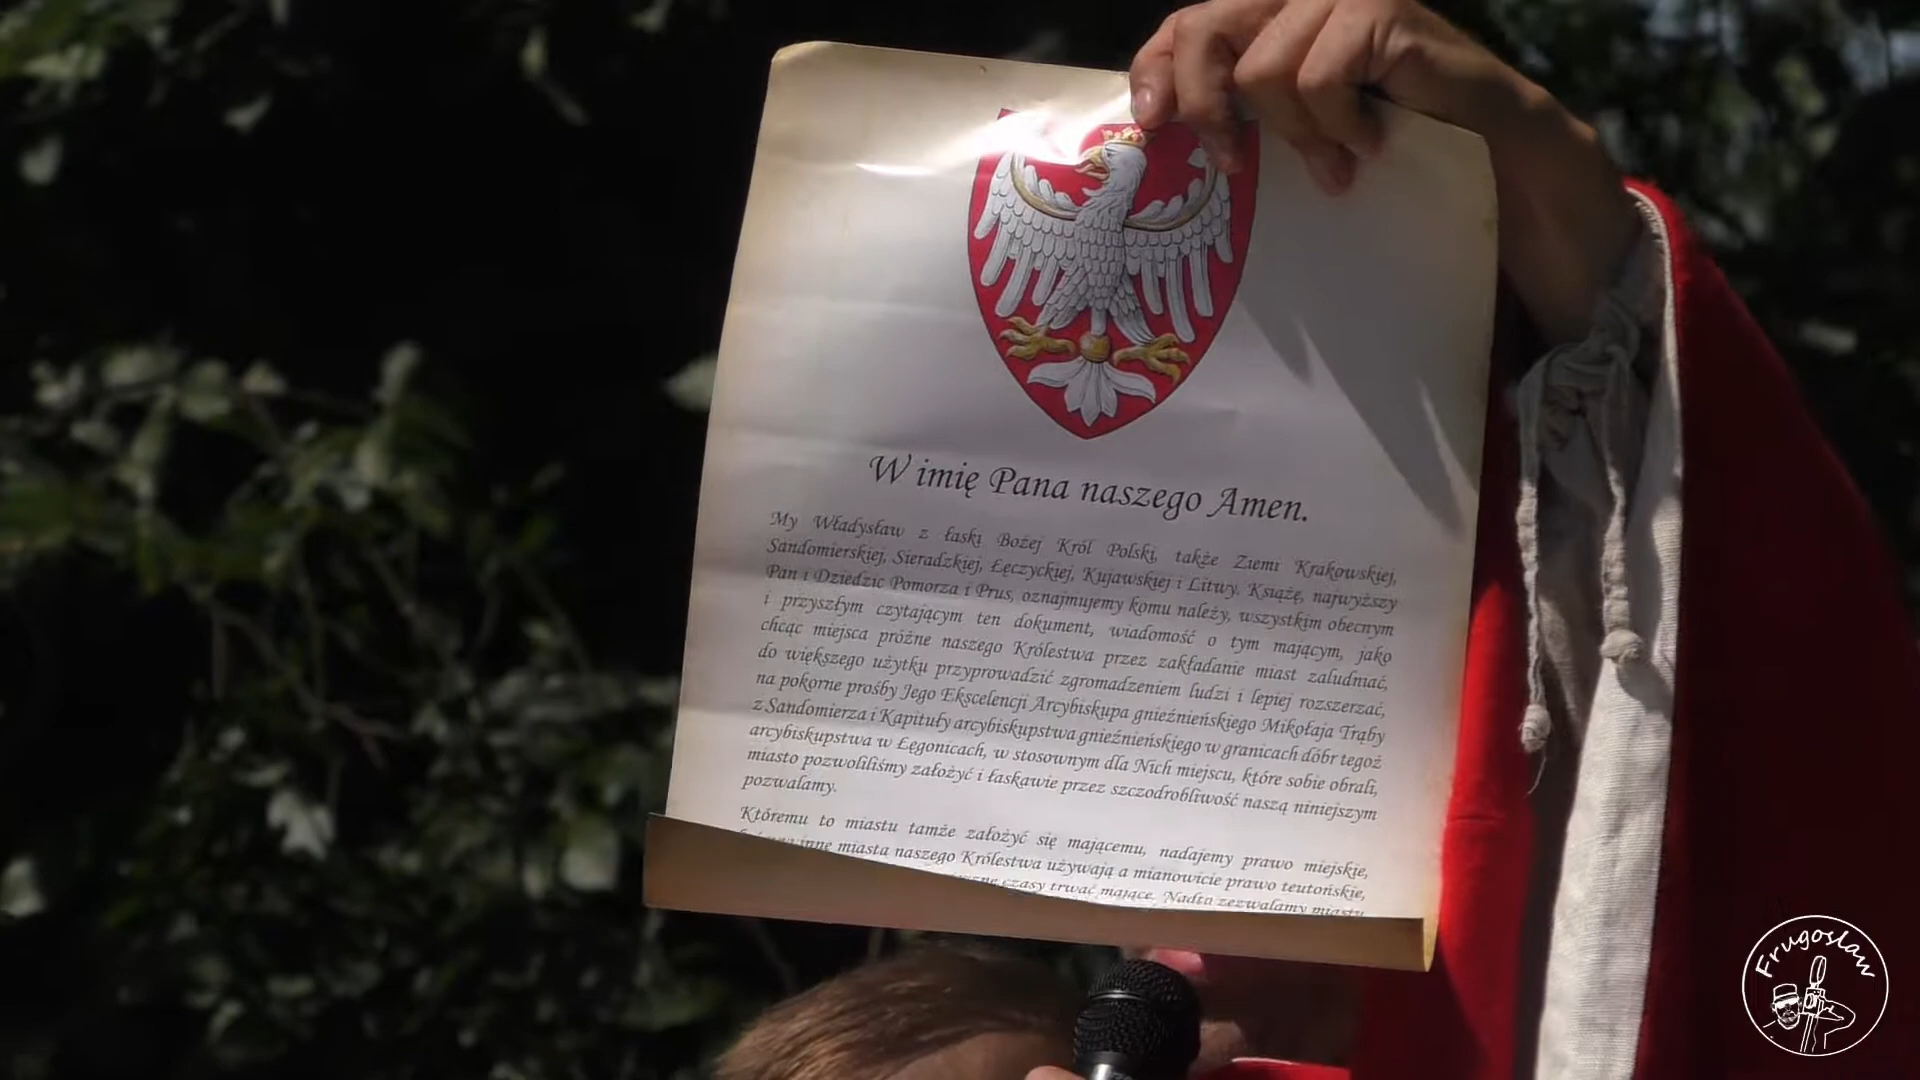 W imię Pana naszego Amen.
My Władysław z łaski Bożej Król Polski, także Ziemi Krakowskiej,
Sandomierskiej, Sieradzkiej, Łęczyckiej, Kujawskiej i Litwy. Książę, najwyższy
Pan i Dziedzic Pomorza i Prus, oznajmujemy komu należy, wszystkim obecnym
i przyszłym czytającym ten dokument, wiadomość o tym mającym, jako
chcąc miejsca próżne naszego Królestwa przez zakładanie miast zaludniać,
do większego użytku przyprowadzić zgromadzeniem ludzi i lepiej rozszerzać,
na pokorne prośby Jego Ekscelencji Arcybiskupa gnieźnieńskiego Mikołaja Trąby
z Sandomierza i Kapituły arcybiskupstwa gnieźnieńskiego w granicach dóbr tegoż
arcybiskupstwa w Łęgonicach, w stosownym dla Nich miejscu, które sobie obrali,
miasto pozwoliliśmy założyć i łaskawie przez szczodrobliwość naszą niniejszym
pozwalamy.
Któremu to miastu tamże założyć się mającemu, nadajemy prawo miejskie,
inne miasta naszego Królestwa używają a mianowicie prawo teutońskie,
czasy trwać mające. Nadto zezwalamy miastu
Frugosław